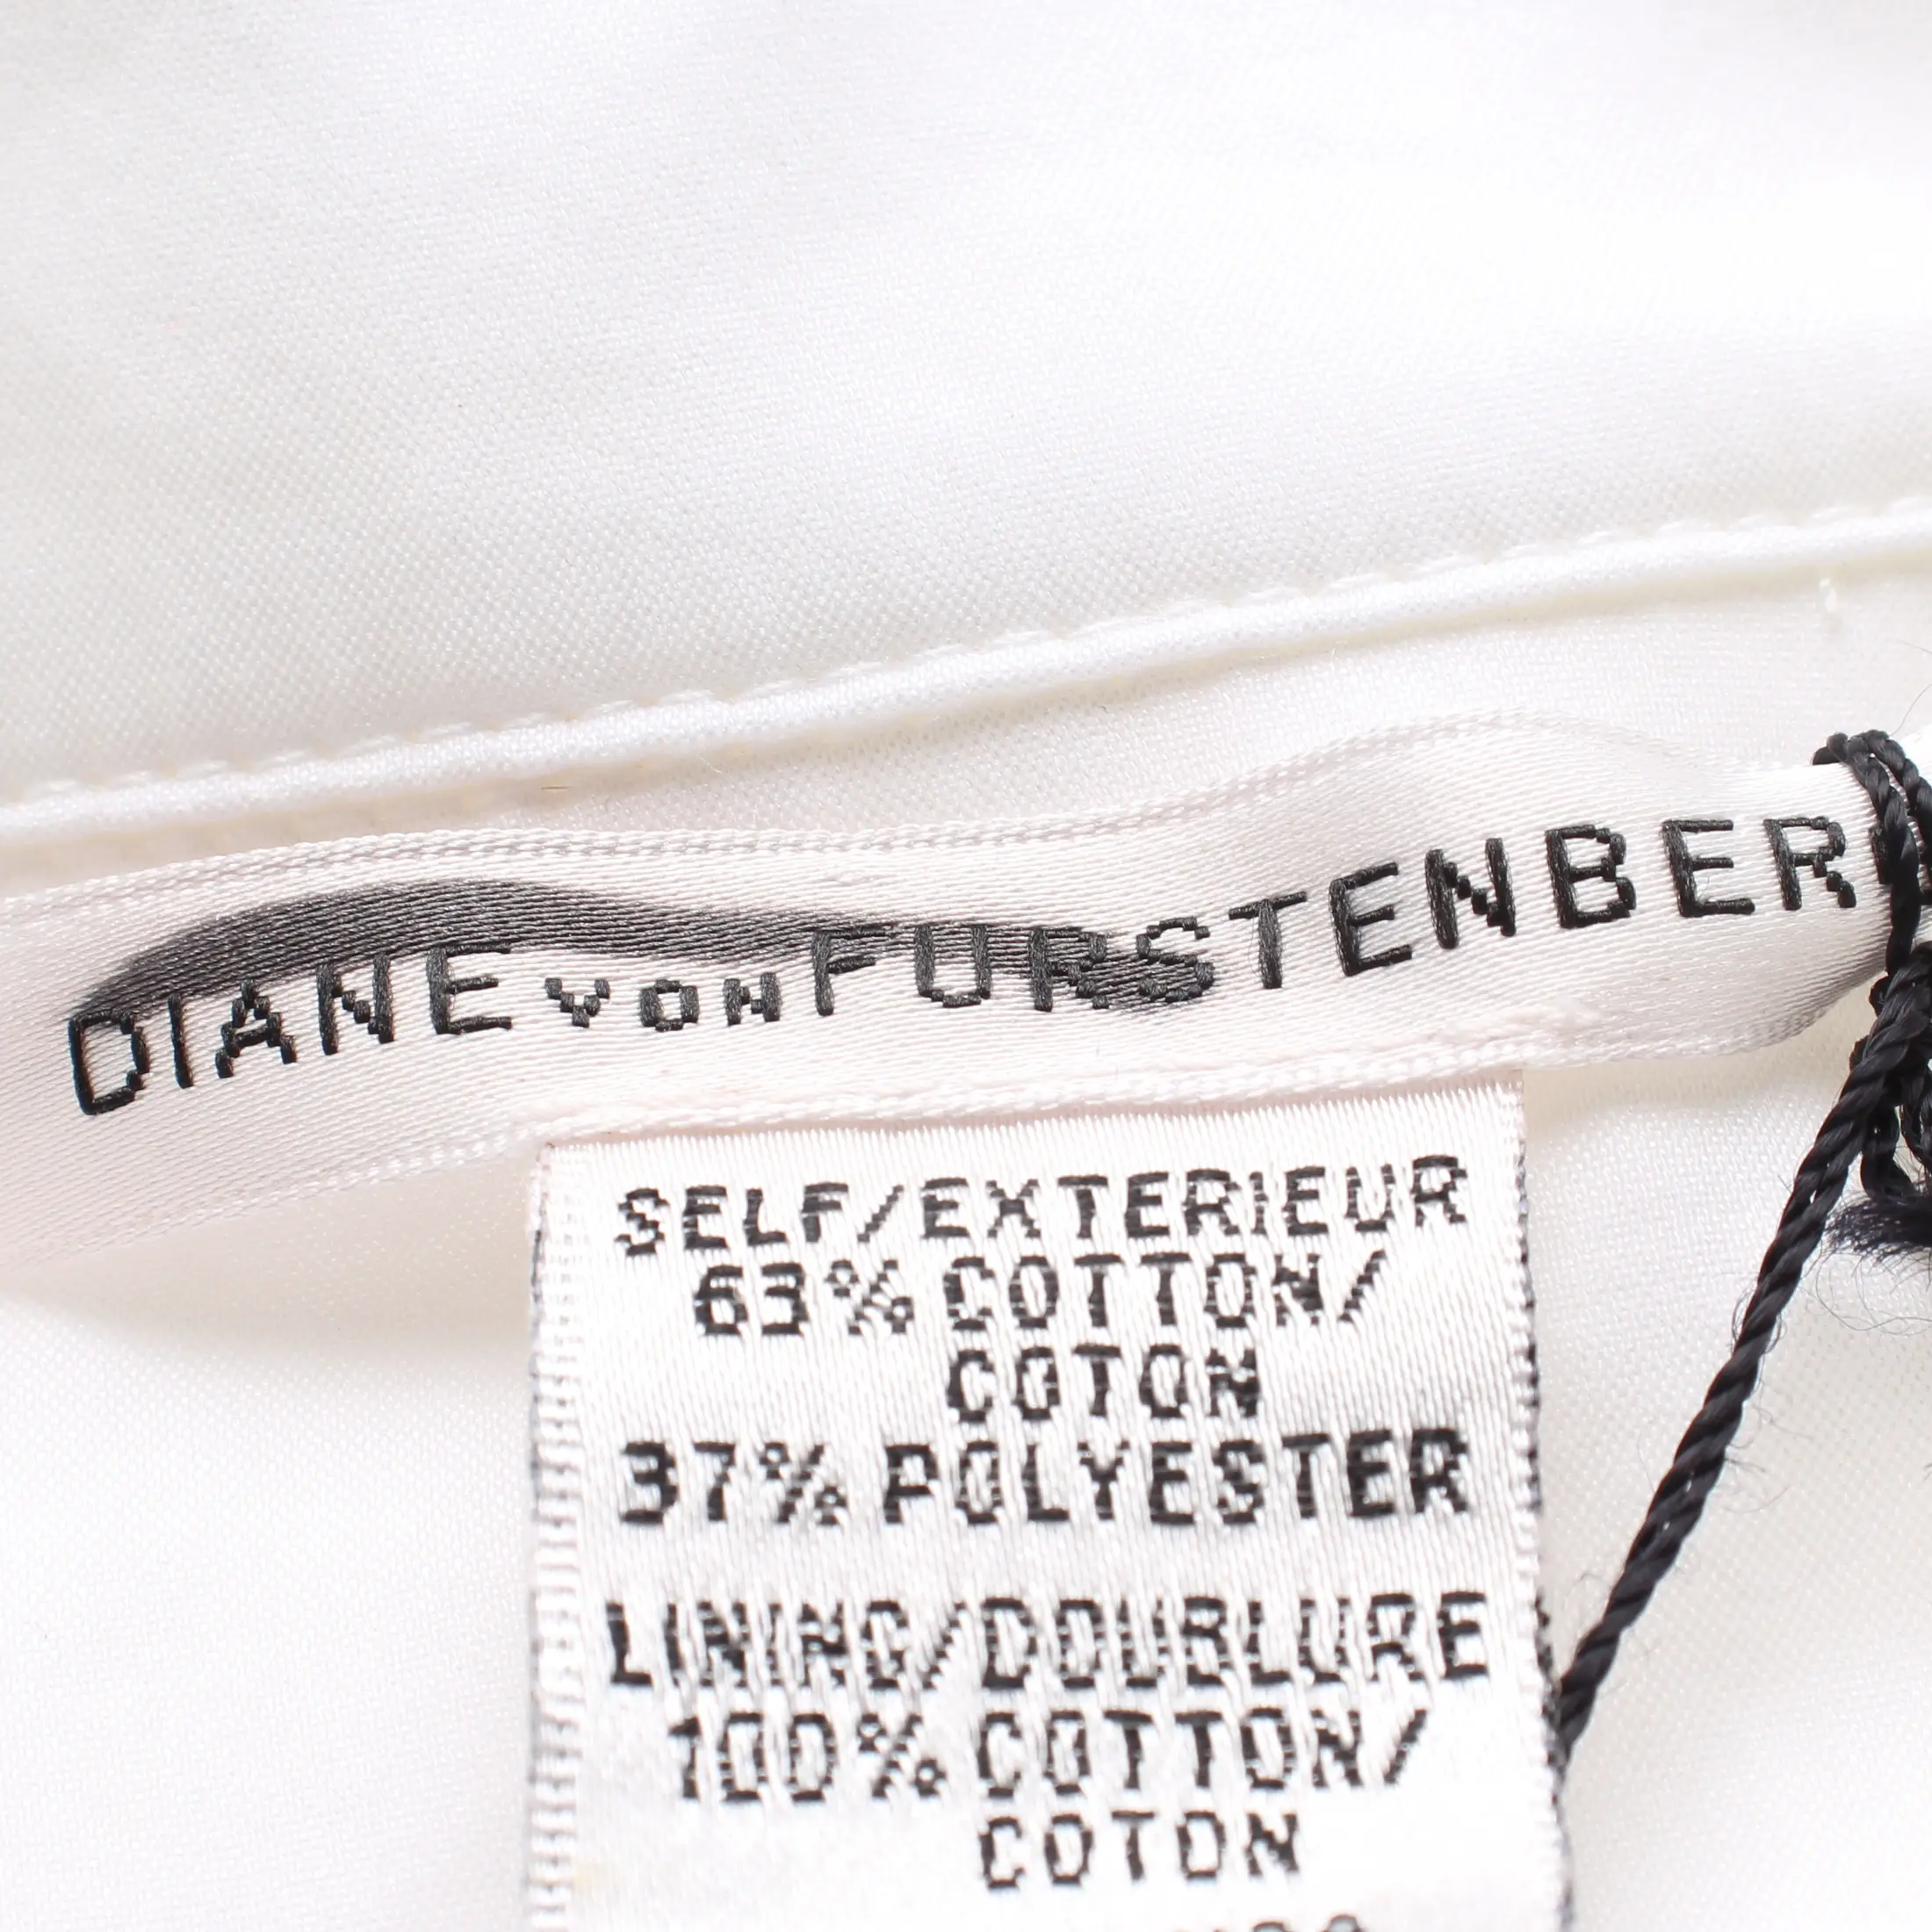 DIANE von FURSTENBER
SELF/EXTERIEUR
63% COTTON/
COTON
37% POLYESTER
LINING/DOUBLURE
100% COTTON/
COTON